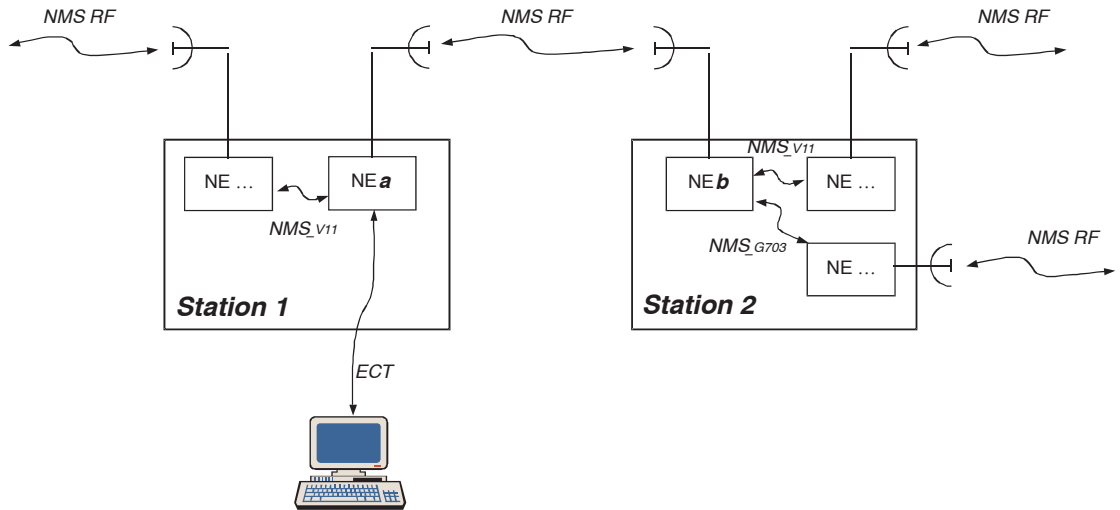 NMS RF
NMS RF
NMS RF
NE ...
NE a
NMS_V11
Station 1
ECT
NE b
NMS_V11
NE ...
NMS_G703
NE ...
NMS RF
Station 2